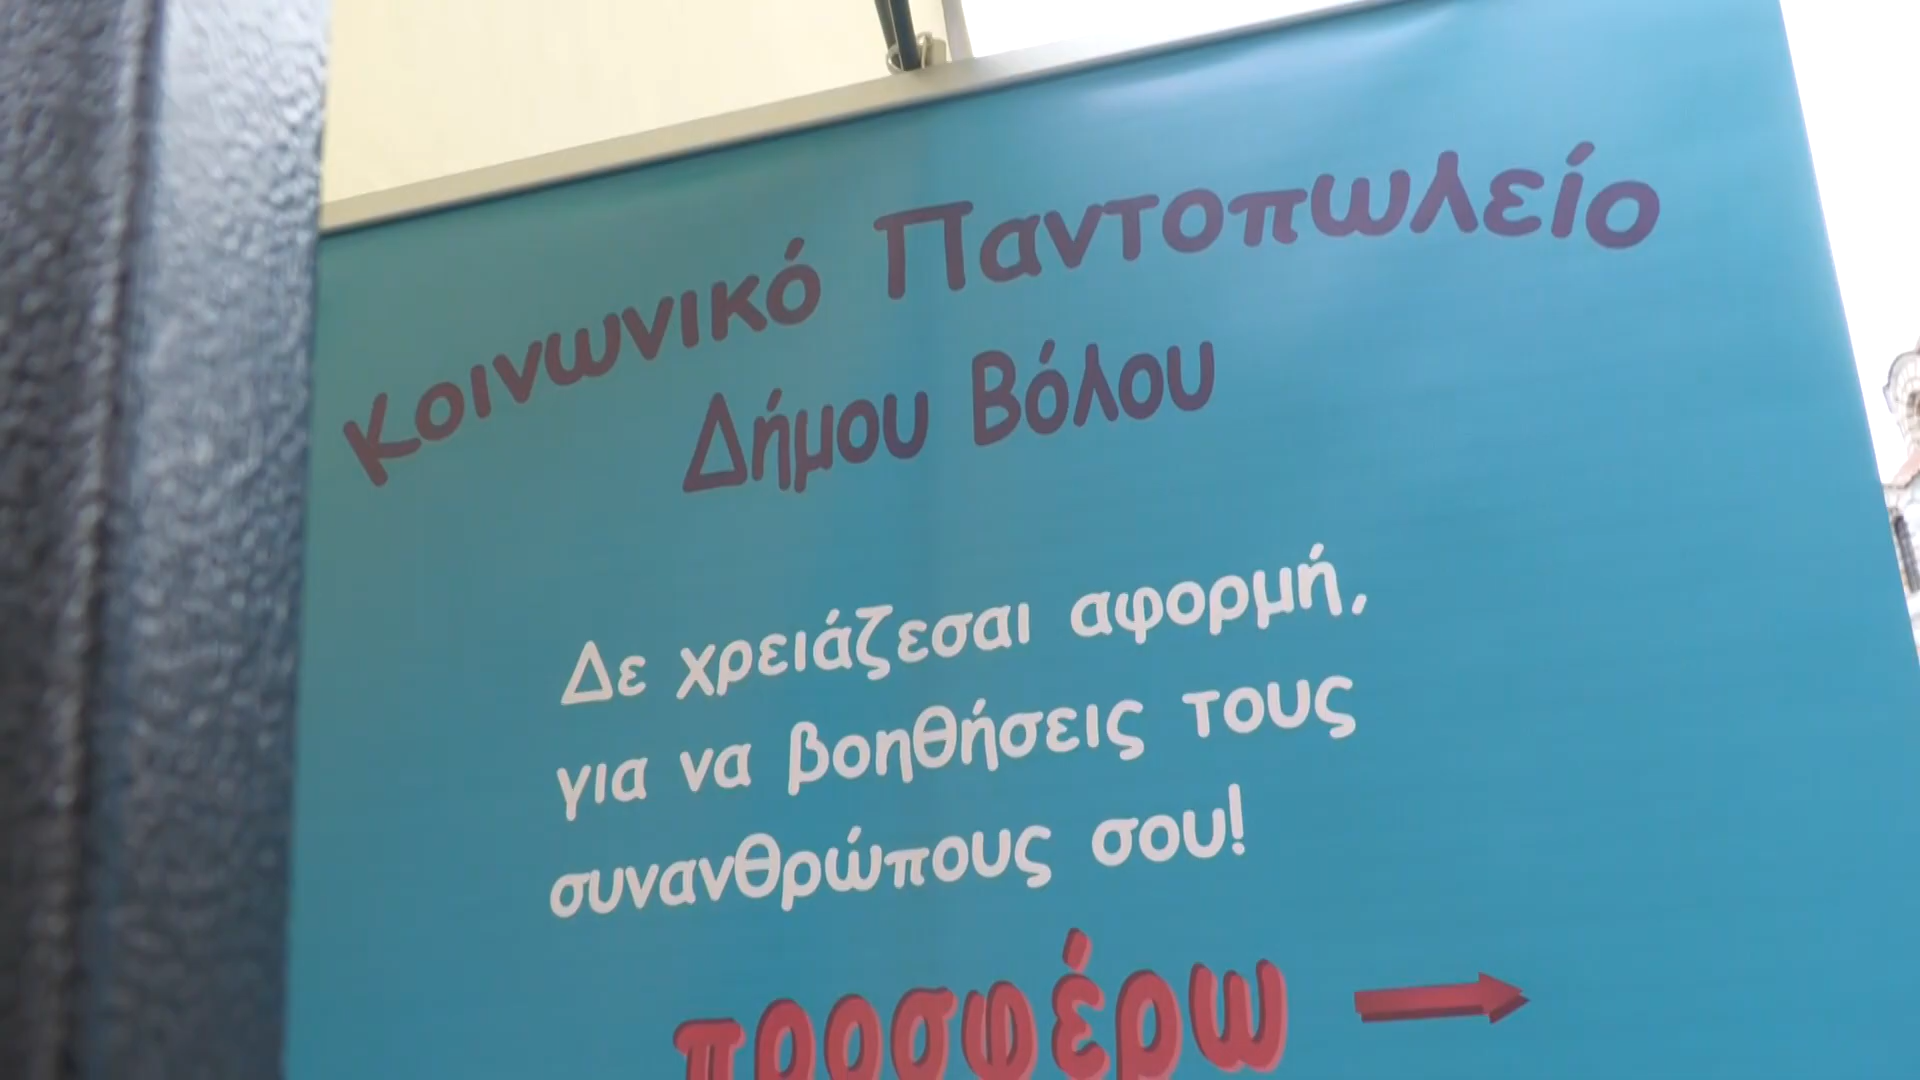 Κοινωνικό Παντοπωλείο
Δήμου Βόλου
Δε χρειάζεσαι αφορμή,
για να βοηθήσεις τους
συνανθρώπους σου!
προσφέρω